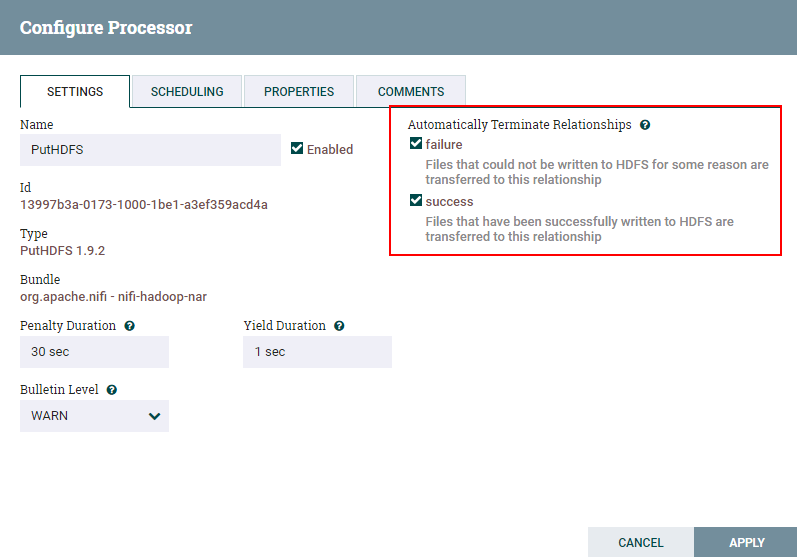 Configure Processor
SETTINGS
SCHEDULING
PROPERTIES
COMMENTS
Name
PutHDFS
Enabled
Id
13997b3a-0173-1000-1be1-a3ef359acd4a
Type
PutHDFS 1.9.2
Bundle
org.apache.nifi - nifi-hadoop-nar
Penalty Duration
Yield Duration
30 sec
1 sec
Bulletin Level
WARN
Automatically Terminate Relationships
failure
Files that could not be written to HDFS for some reason are
transferred to this relationship
success
Files that have been successfully written to HDFS are
transferred to this relationship
CANCEL
APPLY